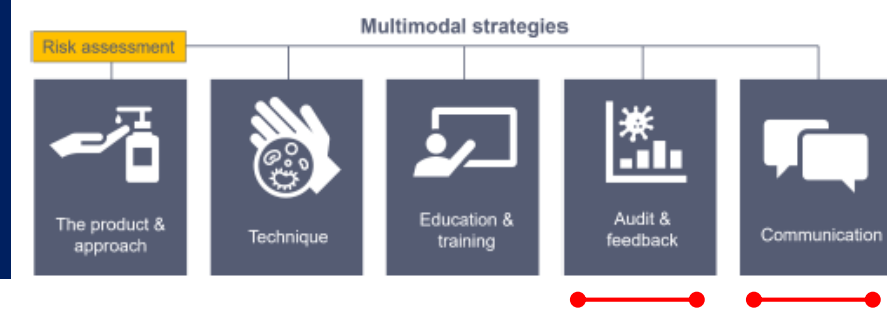 Multimodal strategies
Risk assessment
The product &
approach
Technique
Education &
training
Audit &
feedback
Communication